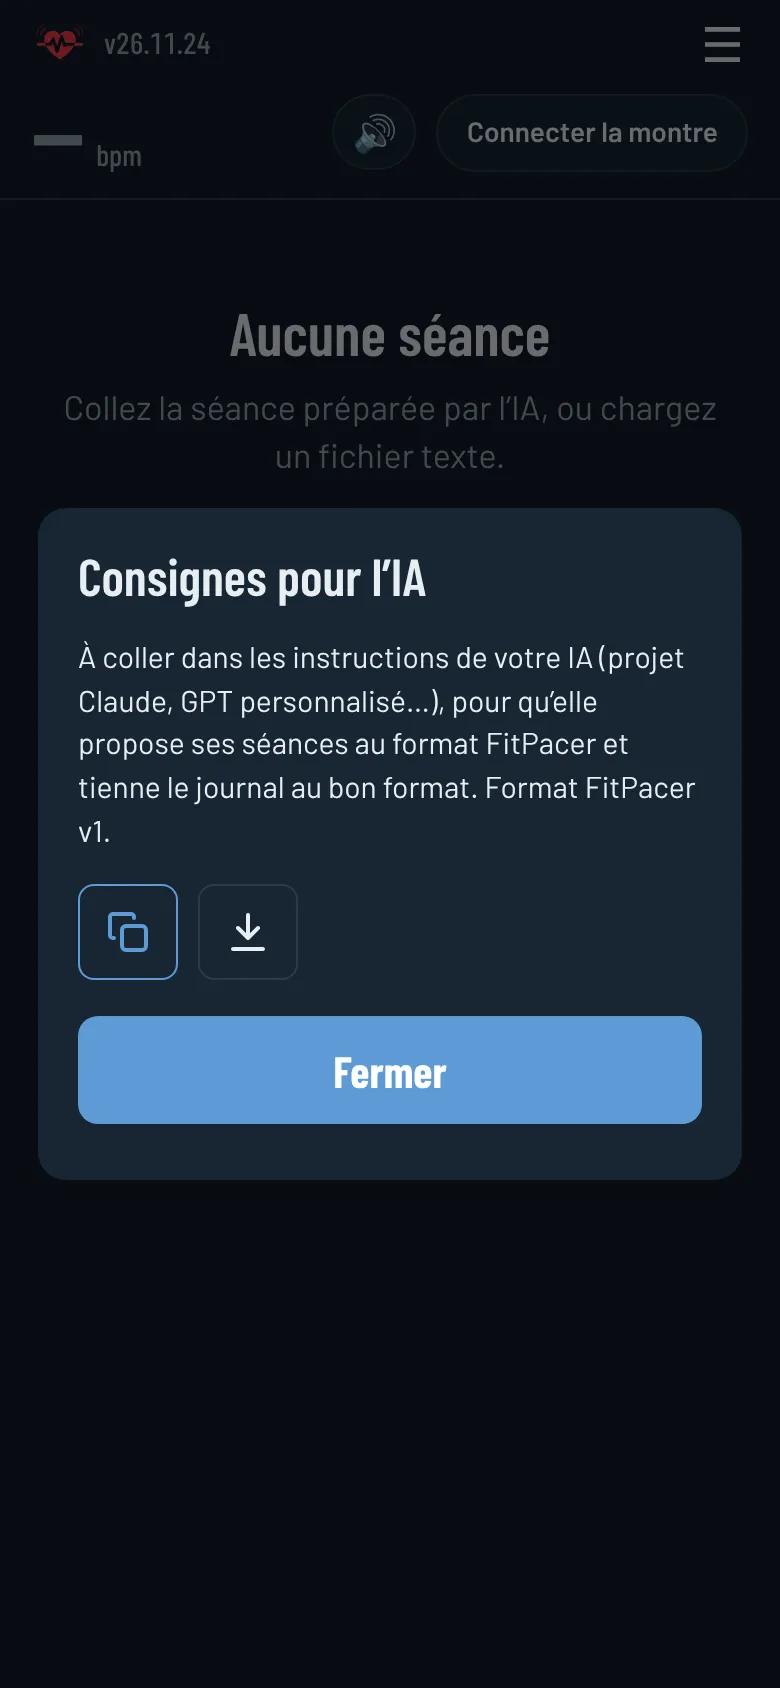 v26.11.24
bpm
Connecter la montre
Aucune séance
Collez la séance préparée par l’IA, ou chargez
un fichier texte.
Consignes pour l’IA
À coller dans les instructions de votre IA (projet
Claude, GPT personnalisé…), pour qu’elle
propose ses séances au format FitPacer et
tienne le journal au bon format. Format FitPacer
v1.
Fermer